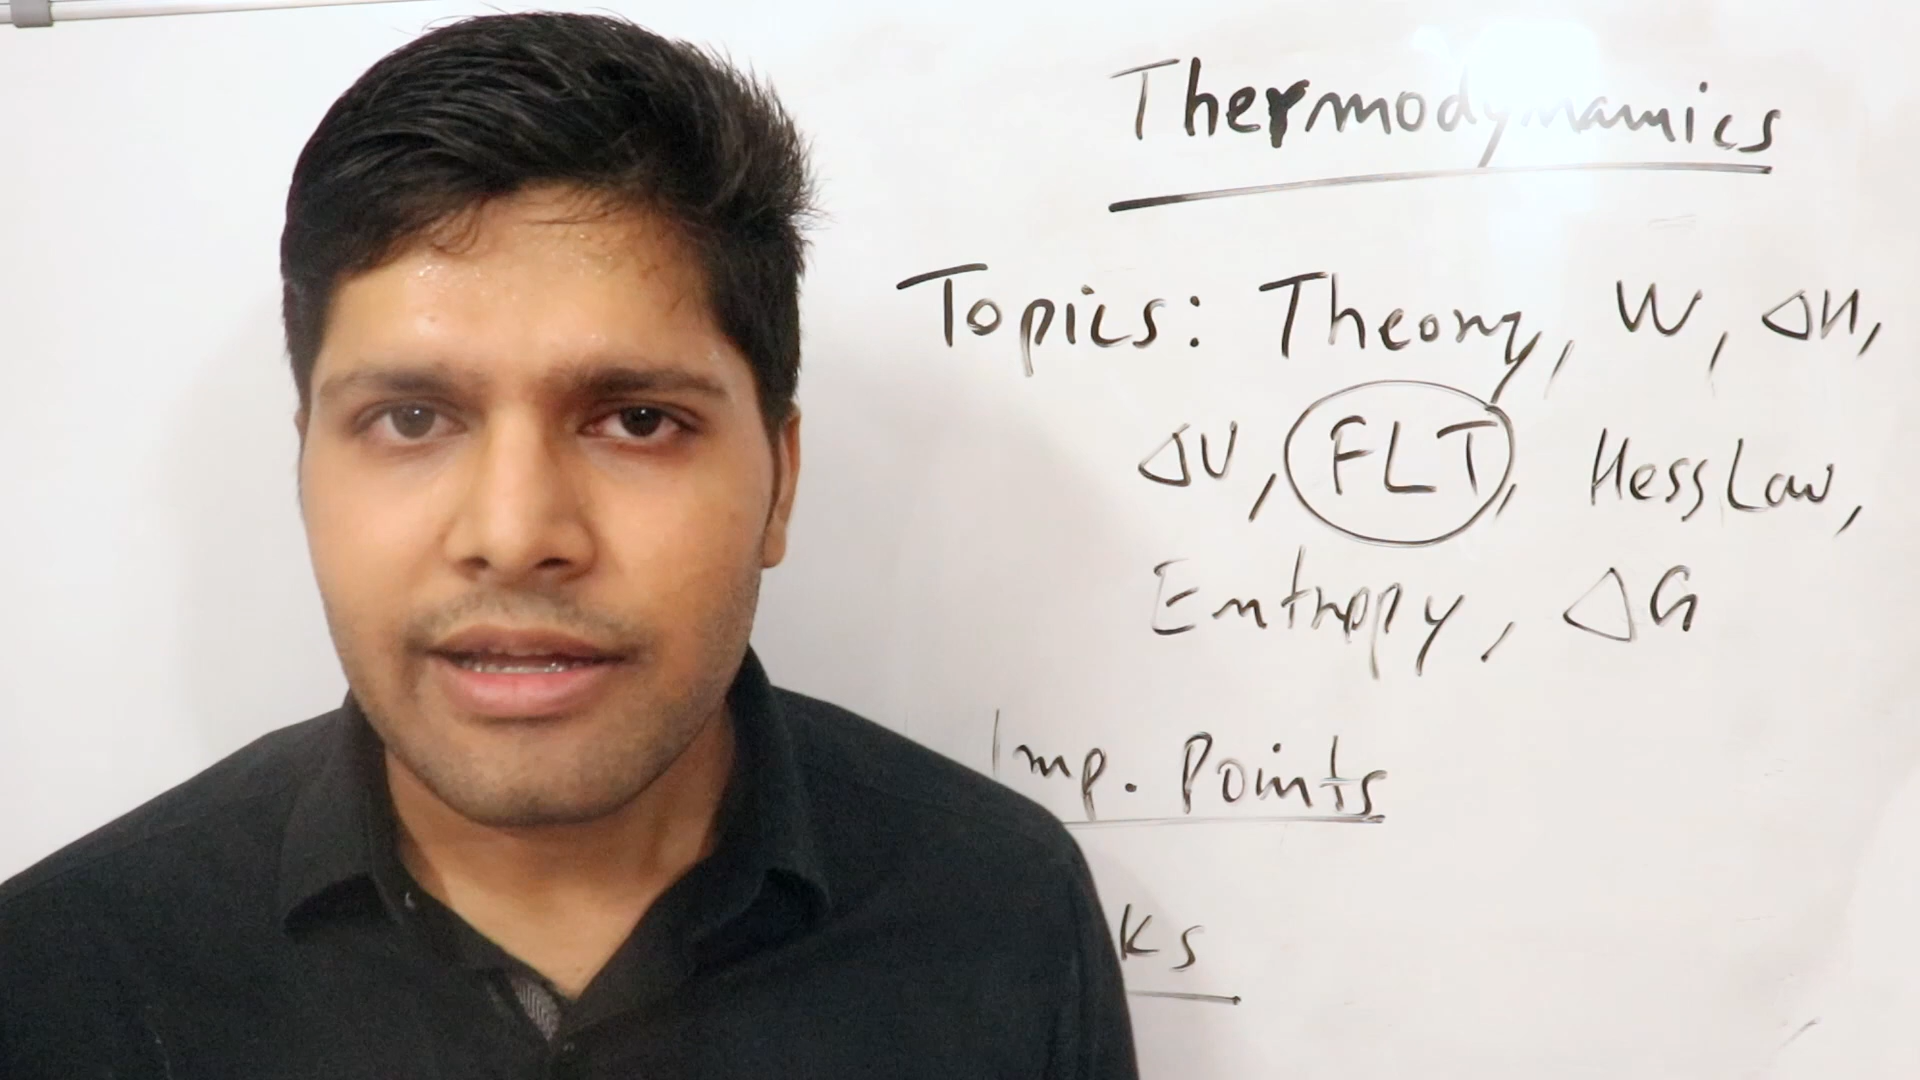 Thermodynamics
Topics: Theory, W, ΔH,
ΔU, FLT, Hess Law,
Entropy, ΔG
Imp. Points
ks